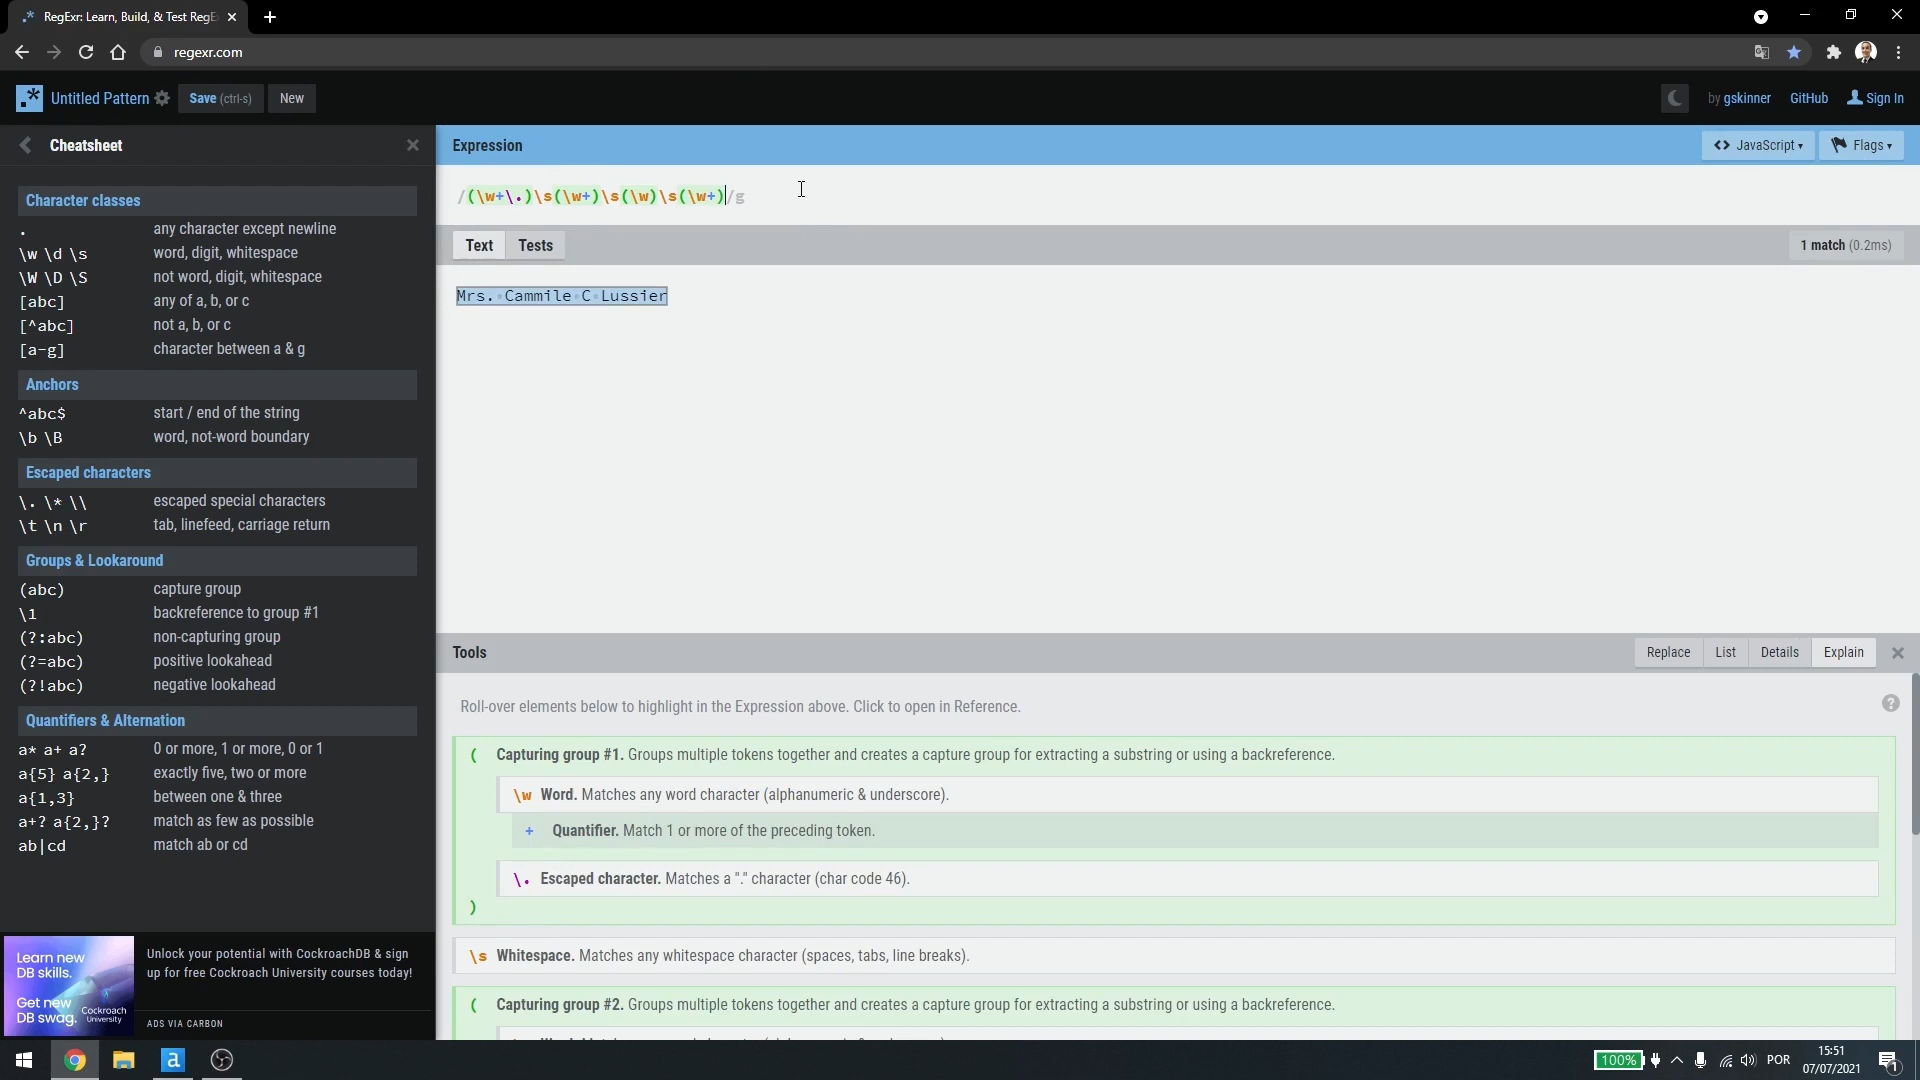 RegExr: Learn, Build, & Test RegE
regexr.com
Untitled Pattern
Save (ctrl-s)
New
by gskinner
GitHub
Sign In
Cheatsheet
Expression
<> JavaScript
Flags
/(\w+\.)\s(\w+)\s(\w)\s(\w+)/g
Text
Tests
1 match (0.2ms)
Mrs. Cammile C Lussier
Character classes
. any character except newline
\w \d \s word, digit, whitespace
\W \D \S not word, digit, whitespace
[abc] any of a, b, or c
[^abc] not a, b, or c
[a-g] character between a & g
Anchors
^abc$ start / end of the string
\b \B word, not-word boundary
Escaped characters
\. \* \\ escaped special characters
\t \n \r tab, linefeed, carriage return
Groups & Lookaround
(abc) capture group
\1 backreference to group #1
(?:abc) non-capturing group
(?=abc) positive lookahead
(?!abc) negative lookahead
Quantifiers & Alternation
a* a+ a? 0 or more, 1 or more, 0 or 1
a{5} a{2,} exactly five, two or more
a{1,3} between one & three
a+? a{2,}? match as few as possible
ab|cd match ab or cd
Tools
Replace
List
Details
Explain
Roll-over elements below to highlight in the Expression above. Click to open in Reference.
( Capturing group #1. Groups multiple tokens together and creates a capture group for extracting a substring or using a backreference.
\w Word. Matches any word character (alphanumeric & underscore).
+ Quantifier. Match 1 or more of the preceding token.
\. Escaped character. Matches a "." character (char code 46).
)
\s Whitespace. Matches any whitespace character (spaces, tabs, line breaks).
( Capturing group #2. Groups multiple tokens together and creates a capture group for extracting a substring or using a backreference.
Learn new
DB skills.
Get new
DB swag.
Cockroach
University
Unlock your potential with CockroachDB & sign
up for free Cockroach University courses today!
ADS VIA CARBON
a
100%
POR
15:51
07/07/2021
1